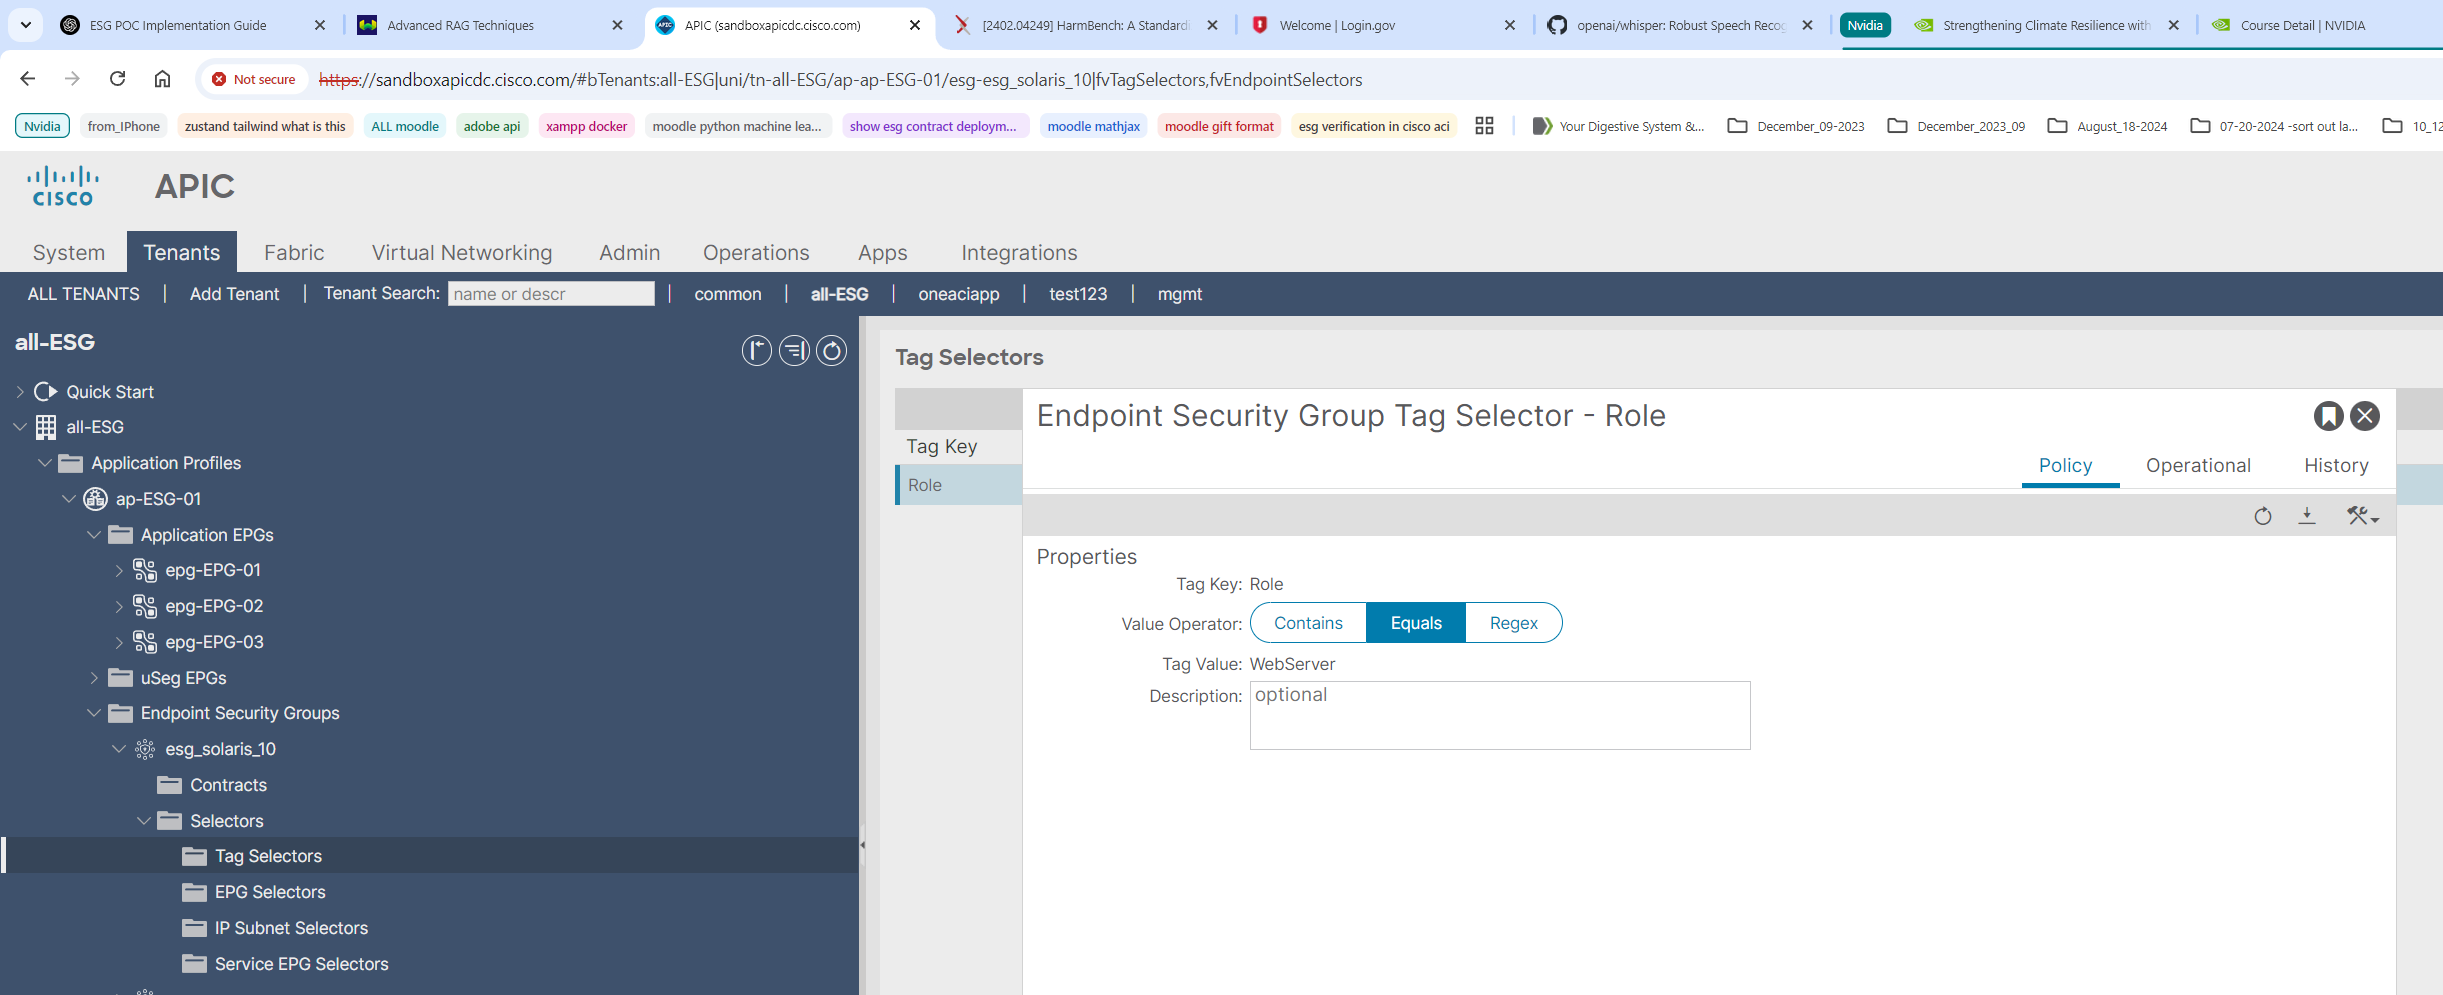 ESG POC Implementation Guide
Advanced RAG Techniques
APIC (sandboxapicdc.cisco.com)
[2402.04249] HarmBench: A Standardi
Welcome | Login.gov
openai/whisper: Robust Speech Recog
Nvidia
Strengthening Climate Resilience with
Course Detail | NVIDIA
Not secure
https://sandboxapicdc.cisco.com/#bTenants:all-ESG|uni/tn-all-ESG/ap-ap-ESG-01/esg-esg_solaris_10|fvTagSelectors,fvEndpointSelectors
Nvidia
from_IPhone
zustand tailwind what is this
ALL moodle
adobe api
xampp docker
moodle python machine lea...
show esg contract deploym...
moodle mathjax
moodle gift format
esg verification in cisco aci
Your Digestive System &...
December_09-2023
December_2023_09
August_18-2024
07-20-2024 -sort out la...
10_12
CISCO
APIC
System
Tenants
Fabric
Virtual Networking
Admin
Operations
Apps
Integrations
ALL TENANTS | Add Tenant | Tenant Search: name or descr | common | all-ESG | oneaciapp | test123 | mgmt
all-ESG
Quick Start
all-ESG
Application Profiles
ap-ESG-01
Application EPGs
epg-EPG-01
epg-EPG-02
epg-EPG-03
uSeg EPGs
Endpoint Security Groups
esg_solaris_10
Contracts
Selectors
Tag Selectors
EPG Selectors
IP Subnet Selectors
Service EPG Selectors
Tag Selectors
Tag Key
Role
Endpoint Security Group Tag Selector - Role
Policy
Operational
History
Properties
Tag Key: Role
Value Operator: Contains Equals Regex
Tag Value: WebServer
Description: optional